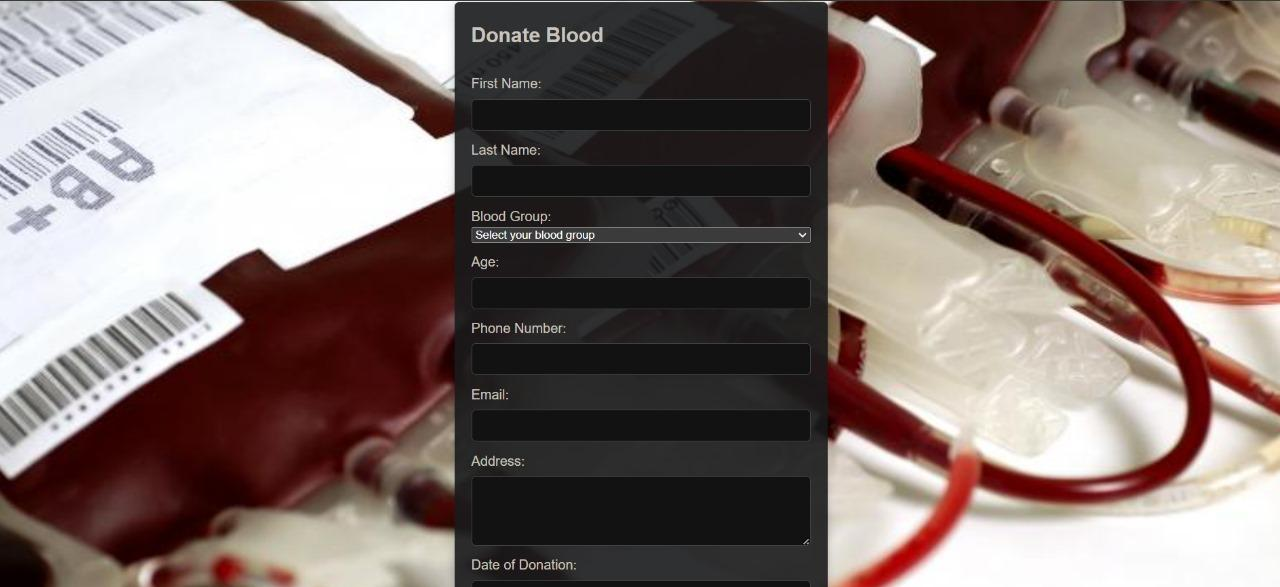 Donate Blood
First Name:
Last Name:
Blood Group:
Select your blood group
Age:
Phone Number:
Email:
Address:
Date of Donation:
AB+